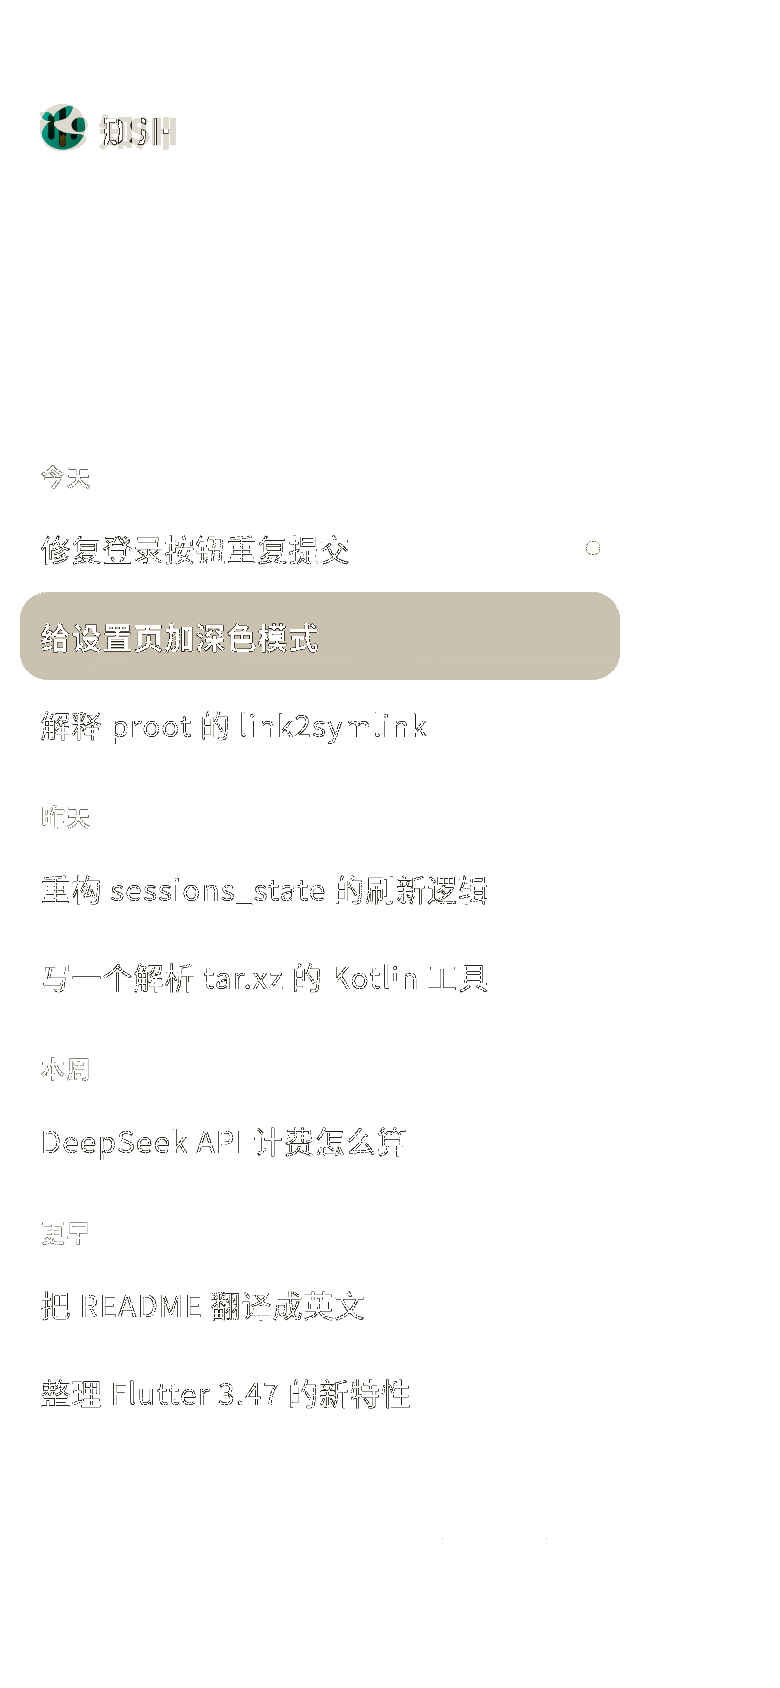 今天
修复登录按钮重复提交
给设置页加深色模式
解释 proot 的 link2symlink
昨天
重构 sessions_state 的刷新逻辑
写一个解析 tar.xz 的 Kotlin 工具
本周
DeepSeek API 计费怎么算
更早
把 README 翻译成英文
整理 Flutter 3.47 的新特性